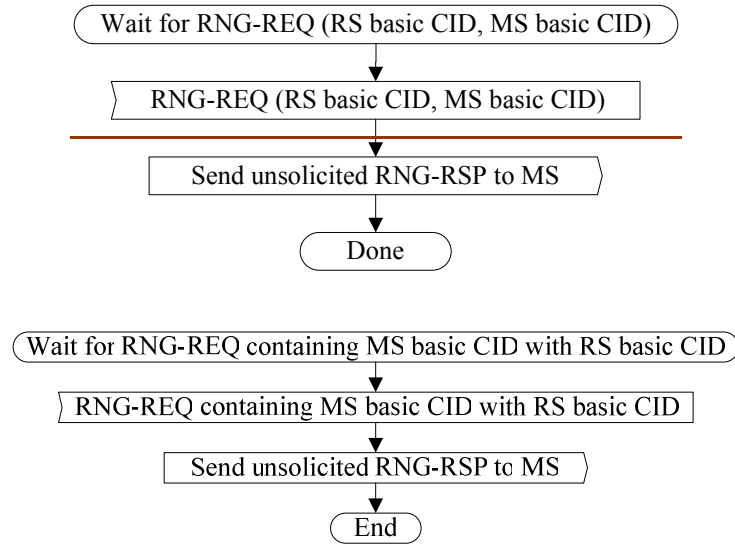 Wait for RNG-REQ (RS basic CID, MS basic CID)
RNG-REQ (RS basic CID, MS basic CID)
Send unsolicited RNG-RSP to MS
Done
Wait for RNG-REQ containing MS basic CID with RS basic CID
RNG-REQ containing MS basic CID with RS basic CID
Send unsolicited RNG-RSP to MS
End